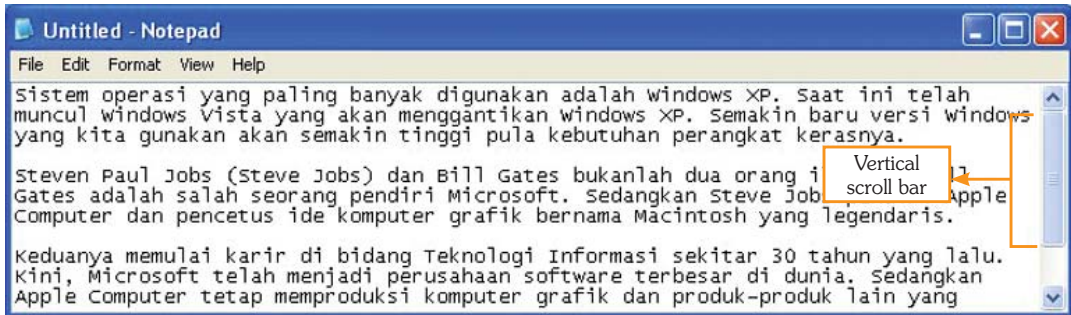 Untitled - Notepad
File Edit Format View Help
Sistem operasi yang paling banyak digunakan adalah Windows XP. Saat ini telah
muncul Windows Vista yang akan menggantikan Windows XP. Semakin baru versi Windows
yang kita gunakan akan semakin tinggi pula kebutuhan perangkat kerasnya.
Steven Paul Jobs (Steve Jobs) dan Bill Gates bukanlah dua orang
Gates adalah salah seorang pendiri Microsoft. Sedangkan Steve Apple
Computer dan pencetus ide komputer grafik bernama Macintosh yang legendaris.
Vertical
scroll bar
Keduanya memulai karir di bidang Teknologi Informasi sekitar 30 tahun yang lalu.
Kini, Microsoft telah menjadi perusahaan software terbesar di dunia. Sedangkan
Apple Computer tetap memproduksi komputer grafik dan produk-produk lain yang